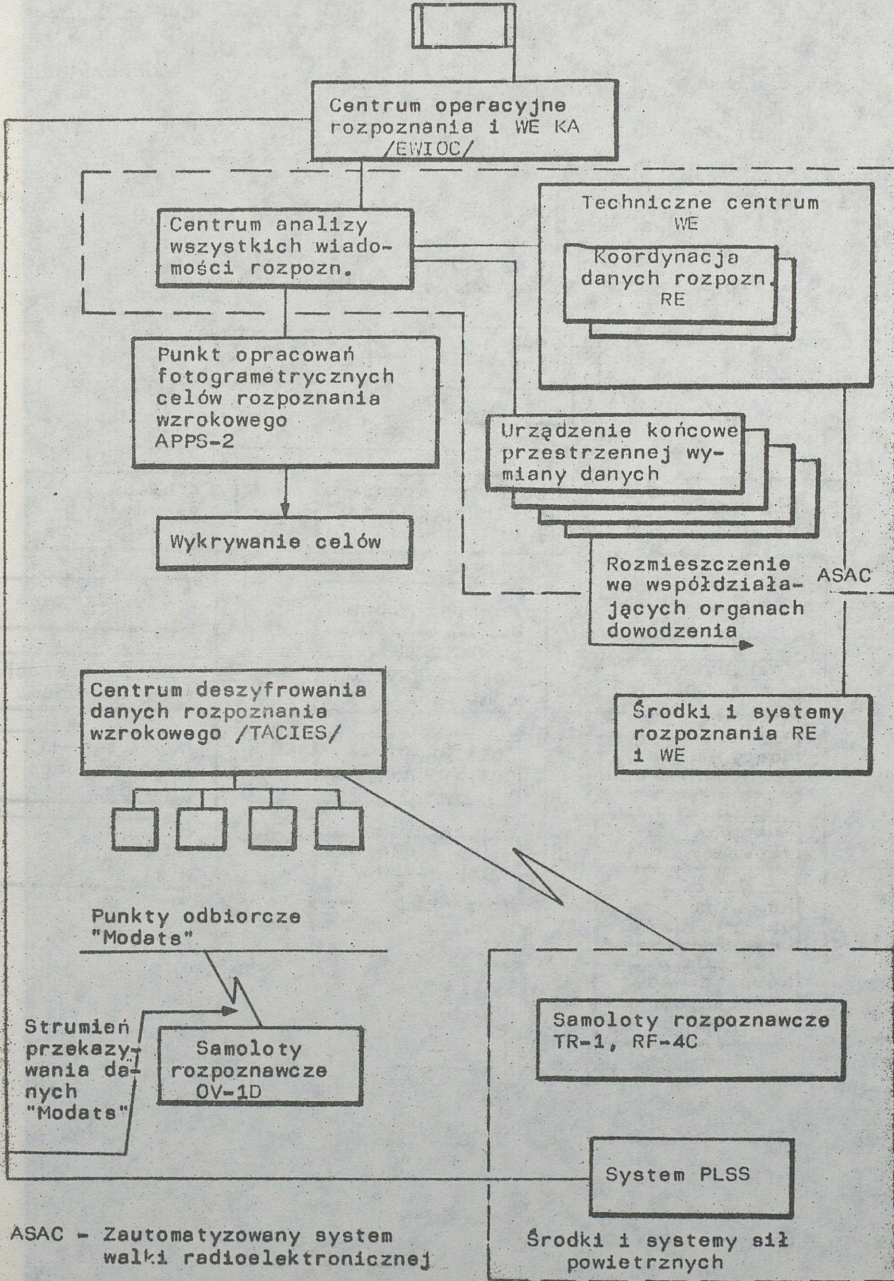 Centrum operacyjne
rozpoznania i WE KA
/EWIOC/
Centrum analizy
wszystkich wiado-
mości rozpozn.
Techniczne centrum
WE
Koordynacja
danych rozpozn.
RE
Punkt opracowań
fotogrametrycznych
celów rozpoznania
wzrokowego
APPS-2
Urządzenie końcowe
przestrzennej wy-
miany danych
Wykrywanie celów
Rozmieszczenie
we współdziała-
jących organach
dowodzenia
ASAC
Centrum deszyfrowania
danych rozpoznania
wzrokowego /TACIES/
Środki i systemy
rozpoznania RE
i WE
Punkty odbiorcze
"Modats"
Strumień
przekazy-
wania da-
nych
"Modats"
Samoloty
rozpoznawcze
OV-1D
Samoloty rozpoznawcze
TR-1, RF-4C
System PLSS
ASAC - Zautomatyzowany system
walki radioelektronicznej
Środki i systemy sił
powietrznych